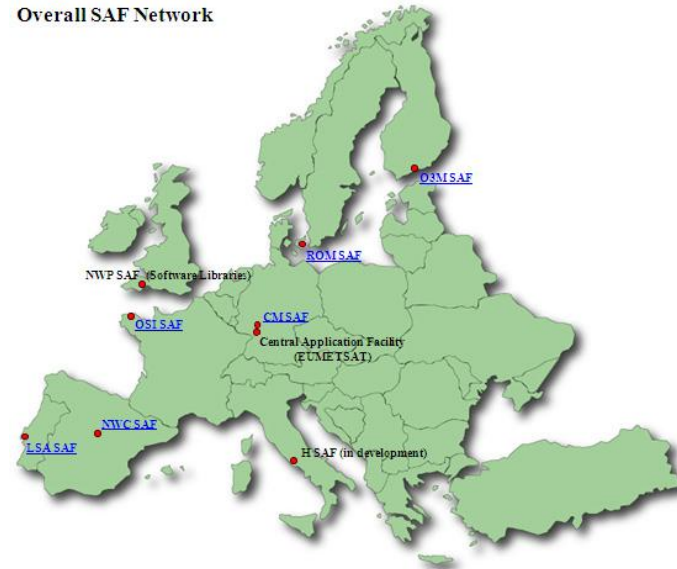 Overall SAF Network
O3M SAF
ROM SAF
NWP SAF (Software Libraries)
OSI SAF
CM SAF
Central Application Facility
(EUMETSAT)
NWC SAF
LSA SAF
H SAF (in development)